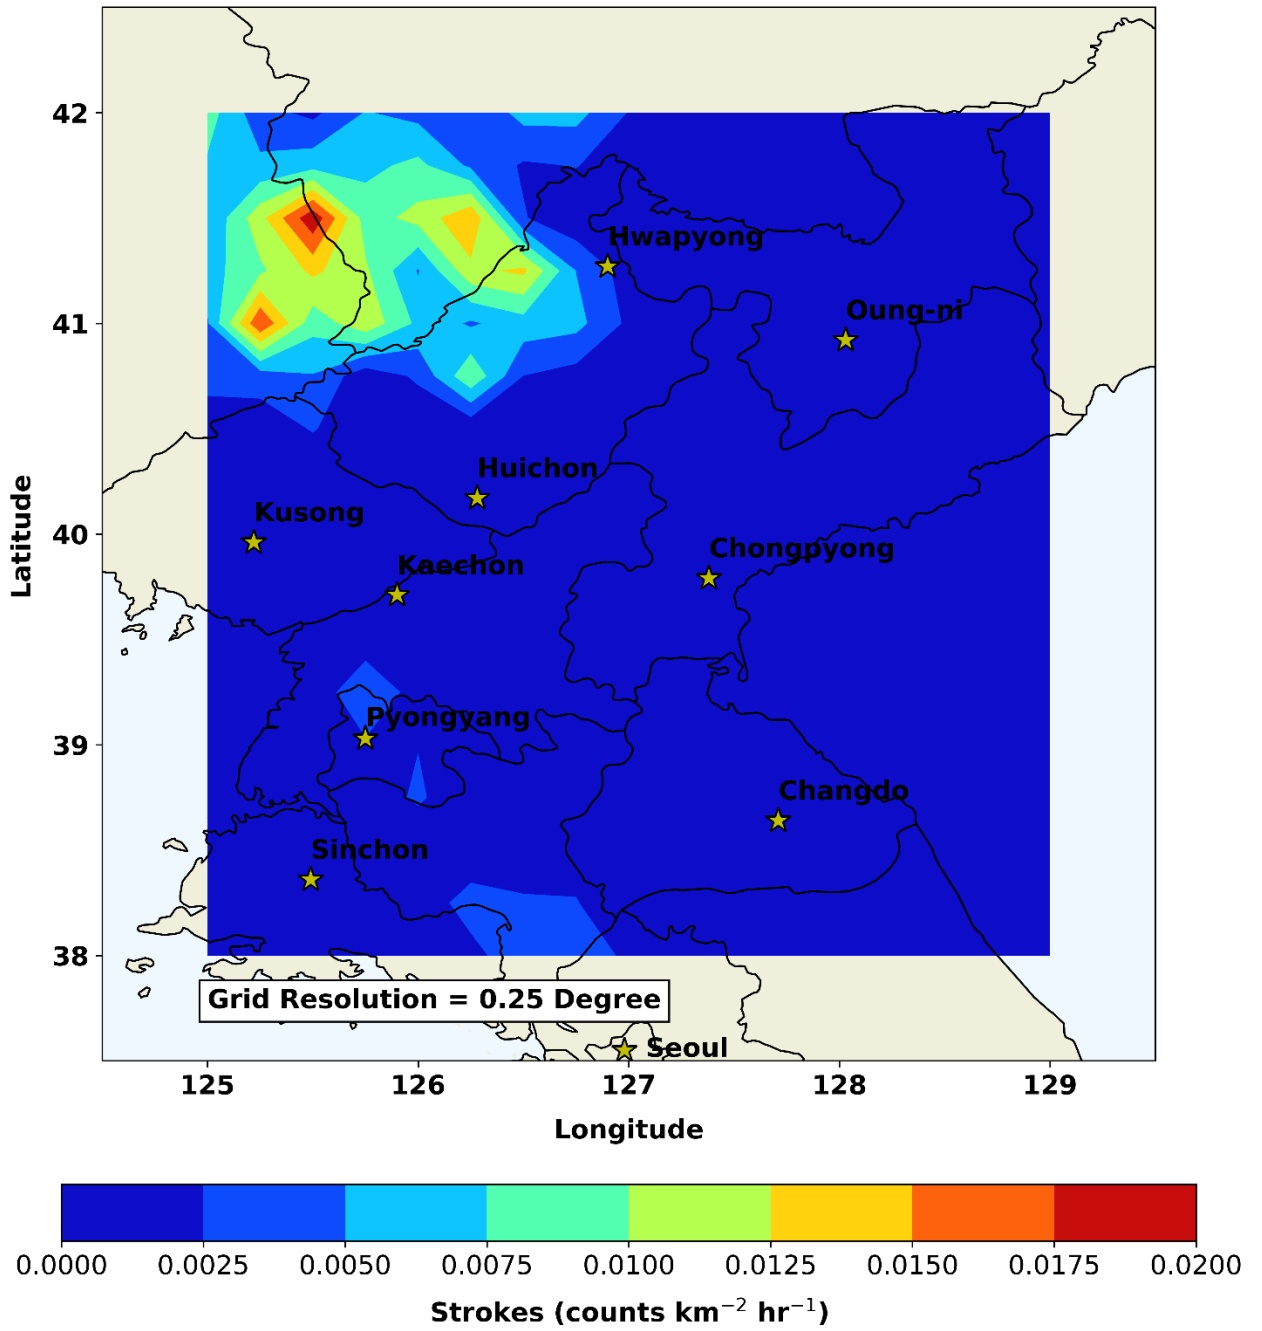 42
Hwapyong
41
Oung-ni
Huichon
Kusong
40
Chongpyong
Kaechon
Pyongyang
39
Changdo
Sinchon
38
Grid Resolution = 0.25 Degree
Seoul
125 126 127 128 129
Latitude
Longitude
0.0000 0.0025 0.0050 0.0075 0.0100 0.0125 0.0150 0.0175 0.0200
Strokes (counts km⁻² hr⁻¹)